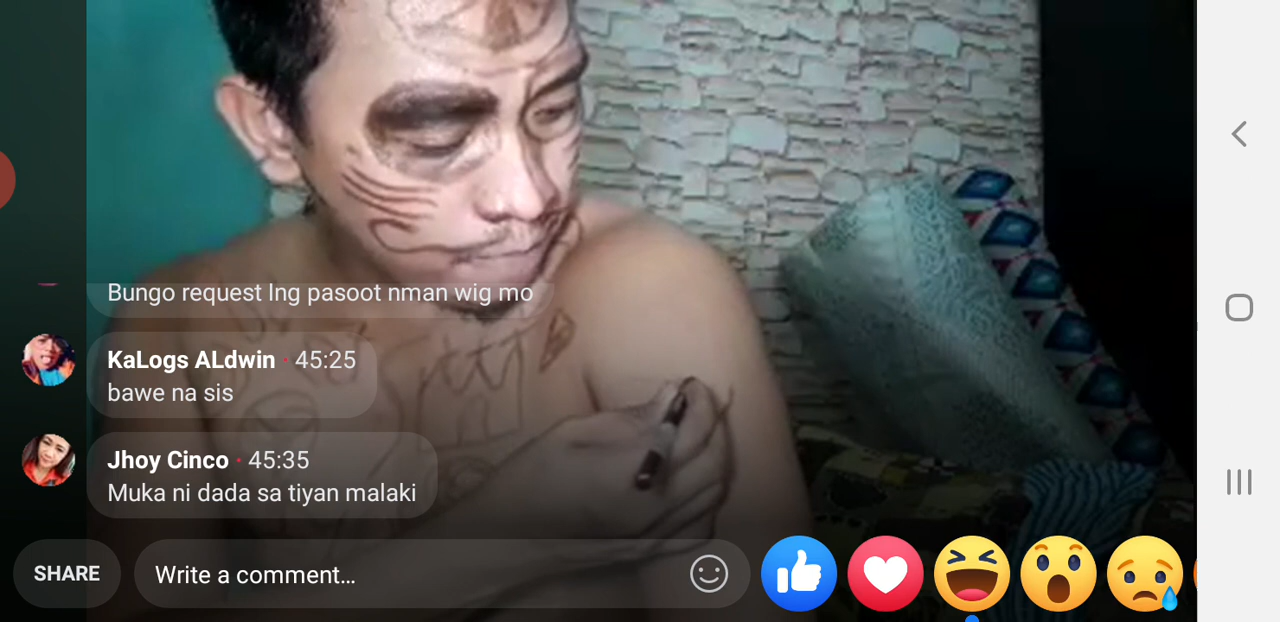 Bungo request lng pasoot nman wig mo
KaLogs ALdwin · 45:25
bawe na sis
Jhoy Cinco · 45:35
Muka ni dada sa tiyan malaki
SHARE
Write a comment...